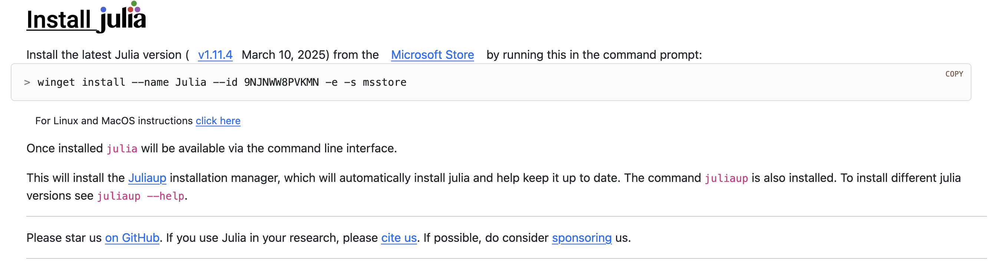 Install julia
Install the latest Julia version ( v1.11.4 March 10, 2025) from the Microsoft Store by running this in the command prompt:
COPY
> winget install --name Julia --id 9NJNWW8PVKMN -e -s msstore
For Linux and MacOS instructions click here
Once installed julia will be available via the command line interface.
This will install the Juliaup installation manager, which will automatically install julia and help keep it up to date. The command juliaup is also installed. To install different julia
versions see juliaup --help.
Please star us on GitHub. If you use Julia in your research, please cite us. If possible, do consider sponsoring us.